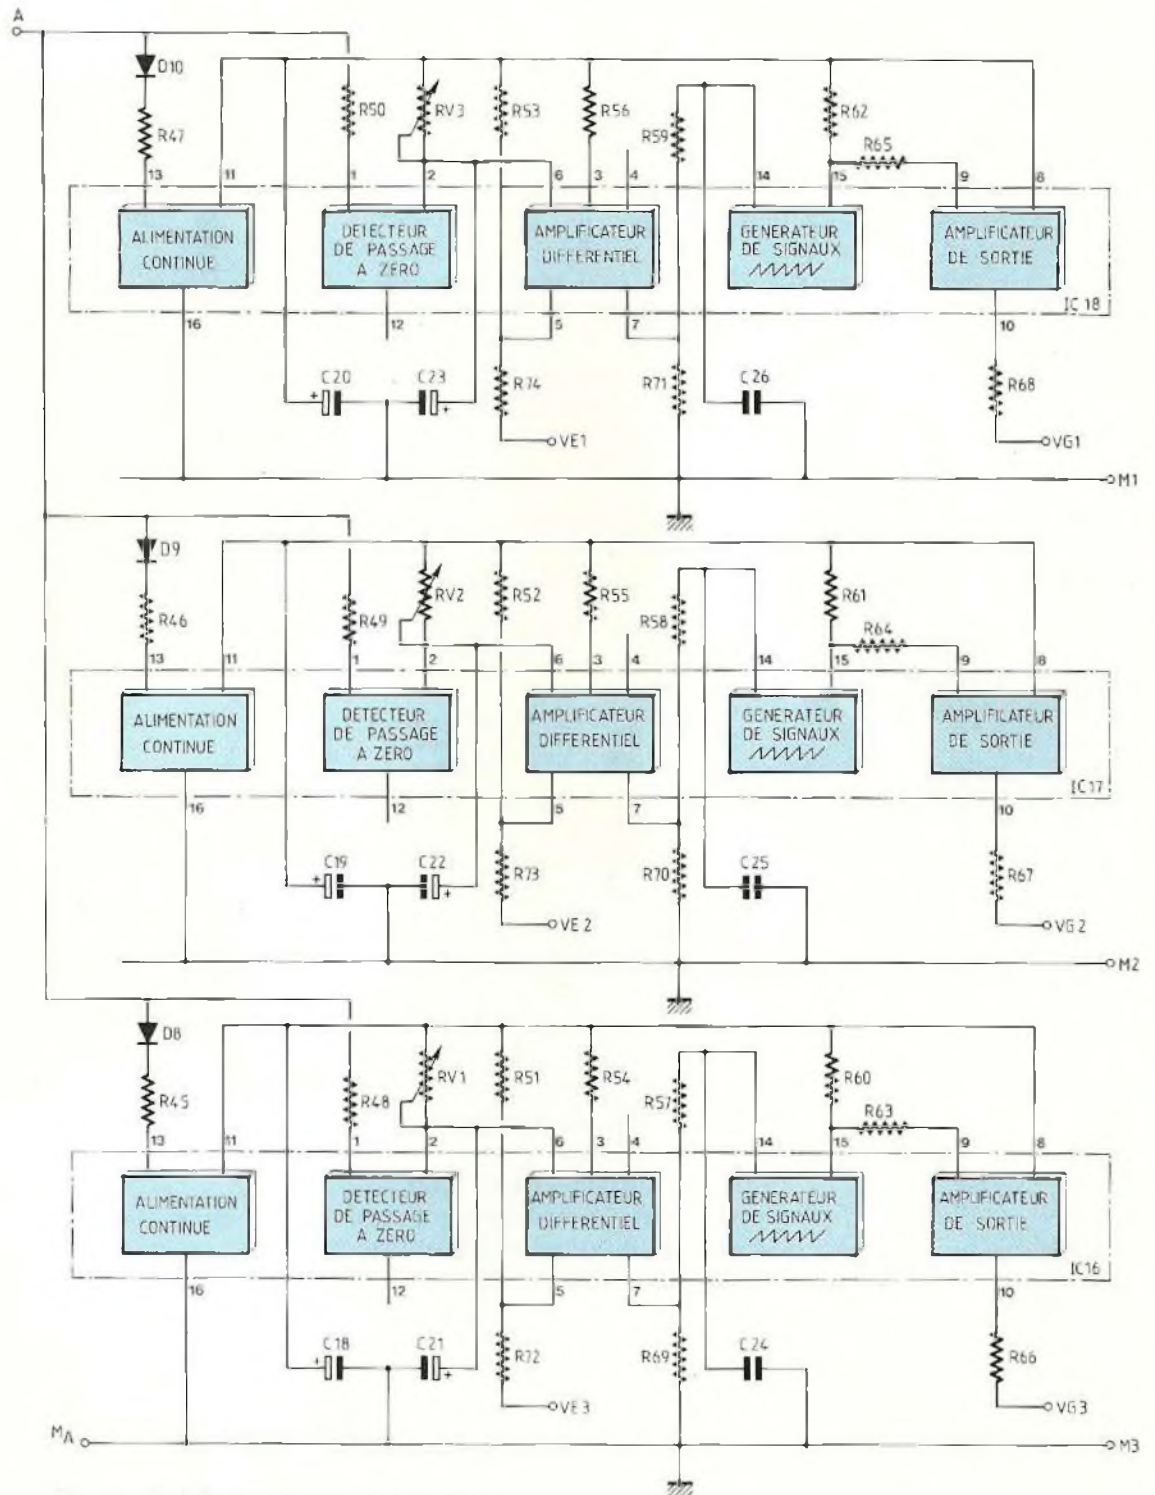 A
D10
R47
R50
RV3
R53
R56
R59
R62
R65
13
11
1
2
6
3
4
14
15
9
8
ALIMENTATION
CONTINUE
DETECTEUR
DE PASSAGE
A ZÉRO
AMPLIFICATEUR
DIFFERENTIEL
GENERATEUR
DE SIGNAUX
AMPLIFICATEUR
DE SORTIE
IC 18
16
12
5
7
10
C20
C23
R74
R71
C26
R68
VE1
VG1
M1
D9
R46
R49
RV2
R52
R55
R58
R61
R64
13
11
1
2
6
3
4
14
15
9
8
ALIMENTATION
CONTINUE
DETECTEUR
DE PASSAGE
A ZERO
AMPLIFICATEUR
DIFFERENTIEL
GENERATEUR
DE SIGNAUX
AMPLIFICATEUR
DE SORTIE
IC17
16
12
5
7
10
C19
C22
R73
R70
C25
R67
VE2
VG2
M2
D8
R45
R48
RV1
R51
R54
R57
R60
R63
13
11
1
2
6
3
4
14
15
9
8
ALIMENTATION
CONTINUE
DETECTEUR
DE PASSAGE
A ZERO
AMPLIFICATEUR
DIFFERENTIEL
GENERATEUR
DE SIGNAUX
AMPLIFICATEUR
DE SORTIE
IC16
16
12
5
7
10
C18
C21
R72
R69
C24
R66
VE3
VG3
MA
M3